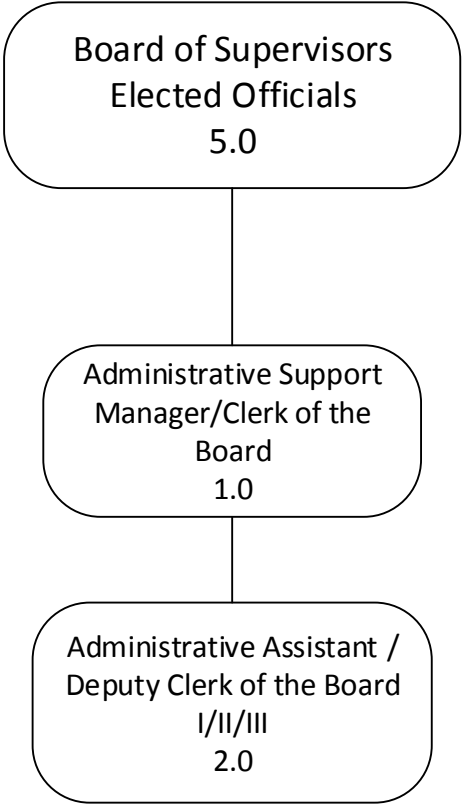 Board of Supervisors
Elected Officials
5.0
Administrative Support
Manager/Clerk of the
Board
1.0
Administrative Assistant /
Deputy Clerk of the Board
I/II/III
2.0